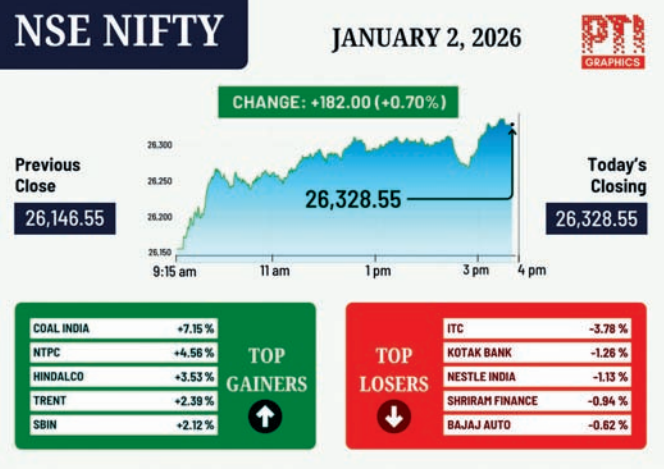 NSE NIFTY
JANUARY 2, 2026
PTI
GRAPHICS
CHANGE: +182.00 (+0.70%)
Previous
Close
26,146.55
26,300
26,250
26,200
26,150
26,328.55
9:15 am
11 am
1 pm
3 pm
4 pm
Today's
Closing
26,328.55
COAL INDIA +7.15 %
NTPC +4.56 %
HINDALCO +3.53 %
TRENT +2.39 %
SBIN +2.12 %
TOP
GAINERS
TOP
LOSERS
ITC -3.78 %
KOTAK BANK -1.26 %
NESTLE INDIA -1.13 %
SHRIRAM FINANCE -0.94 %
BAJAJ AUTO -0.62 %